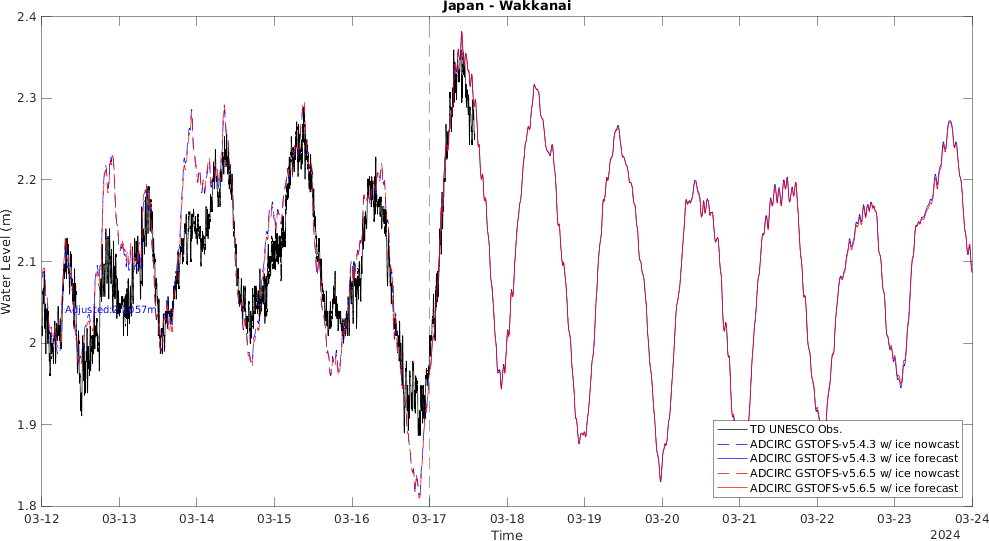 Japan - Wakkanai
Water Level (m)
2.4
2.3
2.2
2.1
2
1.9
1.8
03-12
03-13
03-14
03-15
03-16
03-17
03-18
03-19
03-20
03-21
03-22
03-23
03-24
Time
2024
TD UNESCO Obs.
ADCIRC GSTOFS-v5.4.3 w/ ice nowcast
ADCIRC GSTOFS-v5.4.3 w/ ice forecast
ADCIRC GSTOFS-v5.6.5 w/ ice nowcast
ADCIRC GSTOFS-v5.6.5 w/ ice forecast